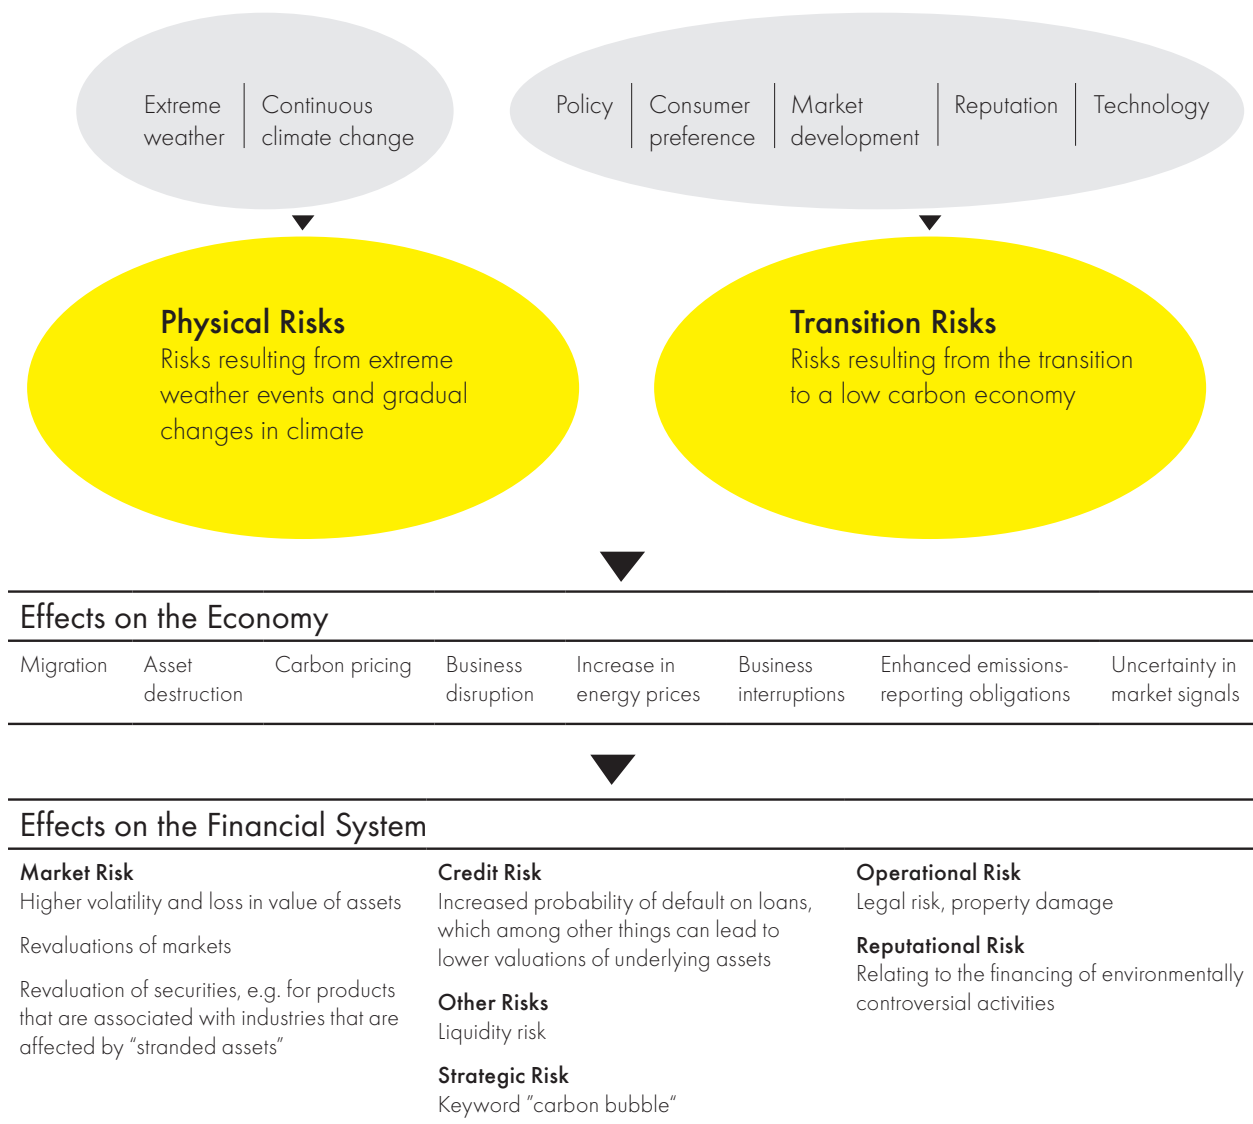 Extreme
weather
Continuous
climate change
Policy
Consumer
preference
Market
development
Reputation
Technology
Physical Risks
Risks resulting from extreme
weather events and gradual
changes in climate
Transition Risks
Risks resulting from the transition
to a low carbon economy
Effects on the Economy
Migration
Asset
destruction
Carbon pricing
Business
disruption
Increase in
energy prices
Business
interruptions
Enhanced emissions-
reporting obligations
Uncertainty in
market signals
Effects on the Financial System
Market Risk
Higher volatility and loss in value of assets
Revaluations of markets
Revaluation of securities, e.g. for products
that are associated with industries that are
affected by “stranded assets”
Credit Risk
Increased probability of default on loans,
which among other things can lead to
lower valuations of underlying assets
Other Risks
Liquidity risk
Strategic Risk
Keyword ”carbon bubble“
Operational Risk
Legal risk, property damage
Reputational Risk
Relating to the financing of environmentally
controversial activities